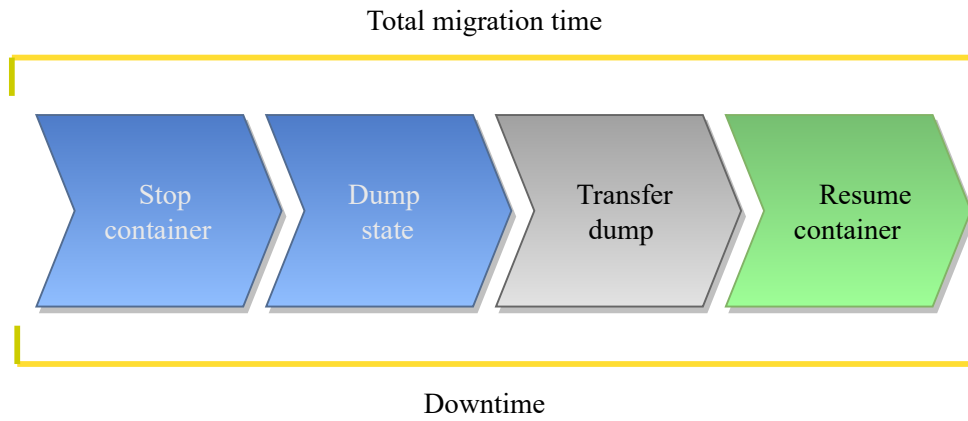 Total migration time
Stop
container
Dump
state
Transfer
dump
Resume
container
Downtime